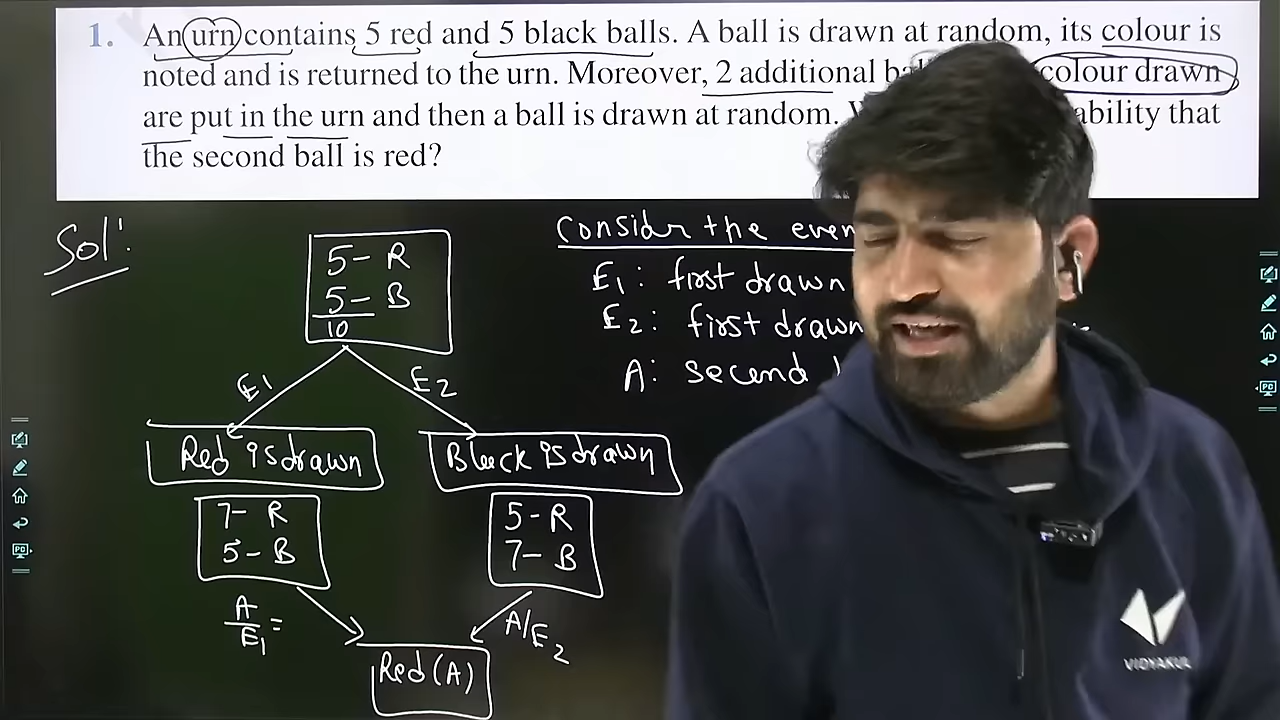 1. An urn contains 5 red and 5 black balls. A ball is drawn at random, its colour is
noted and is returned to the urn. Moreover, 2 additional colour drawn
are put in the urn and then a ball is drawn at random. that
the second ball is red?
Sol:
5- R
5- B
10
E1
E2
Red is drawn
Black is drawn
7- R
5- B
5- R
7- B
A/E1 =
A/E2
Red (A)
Consider the
E1: first drawn
E2: first drawn
A: second
VIDYAKUL